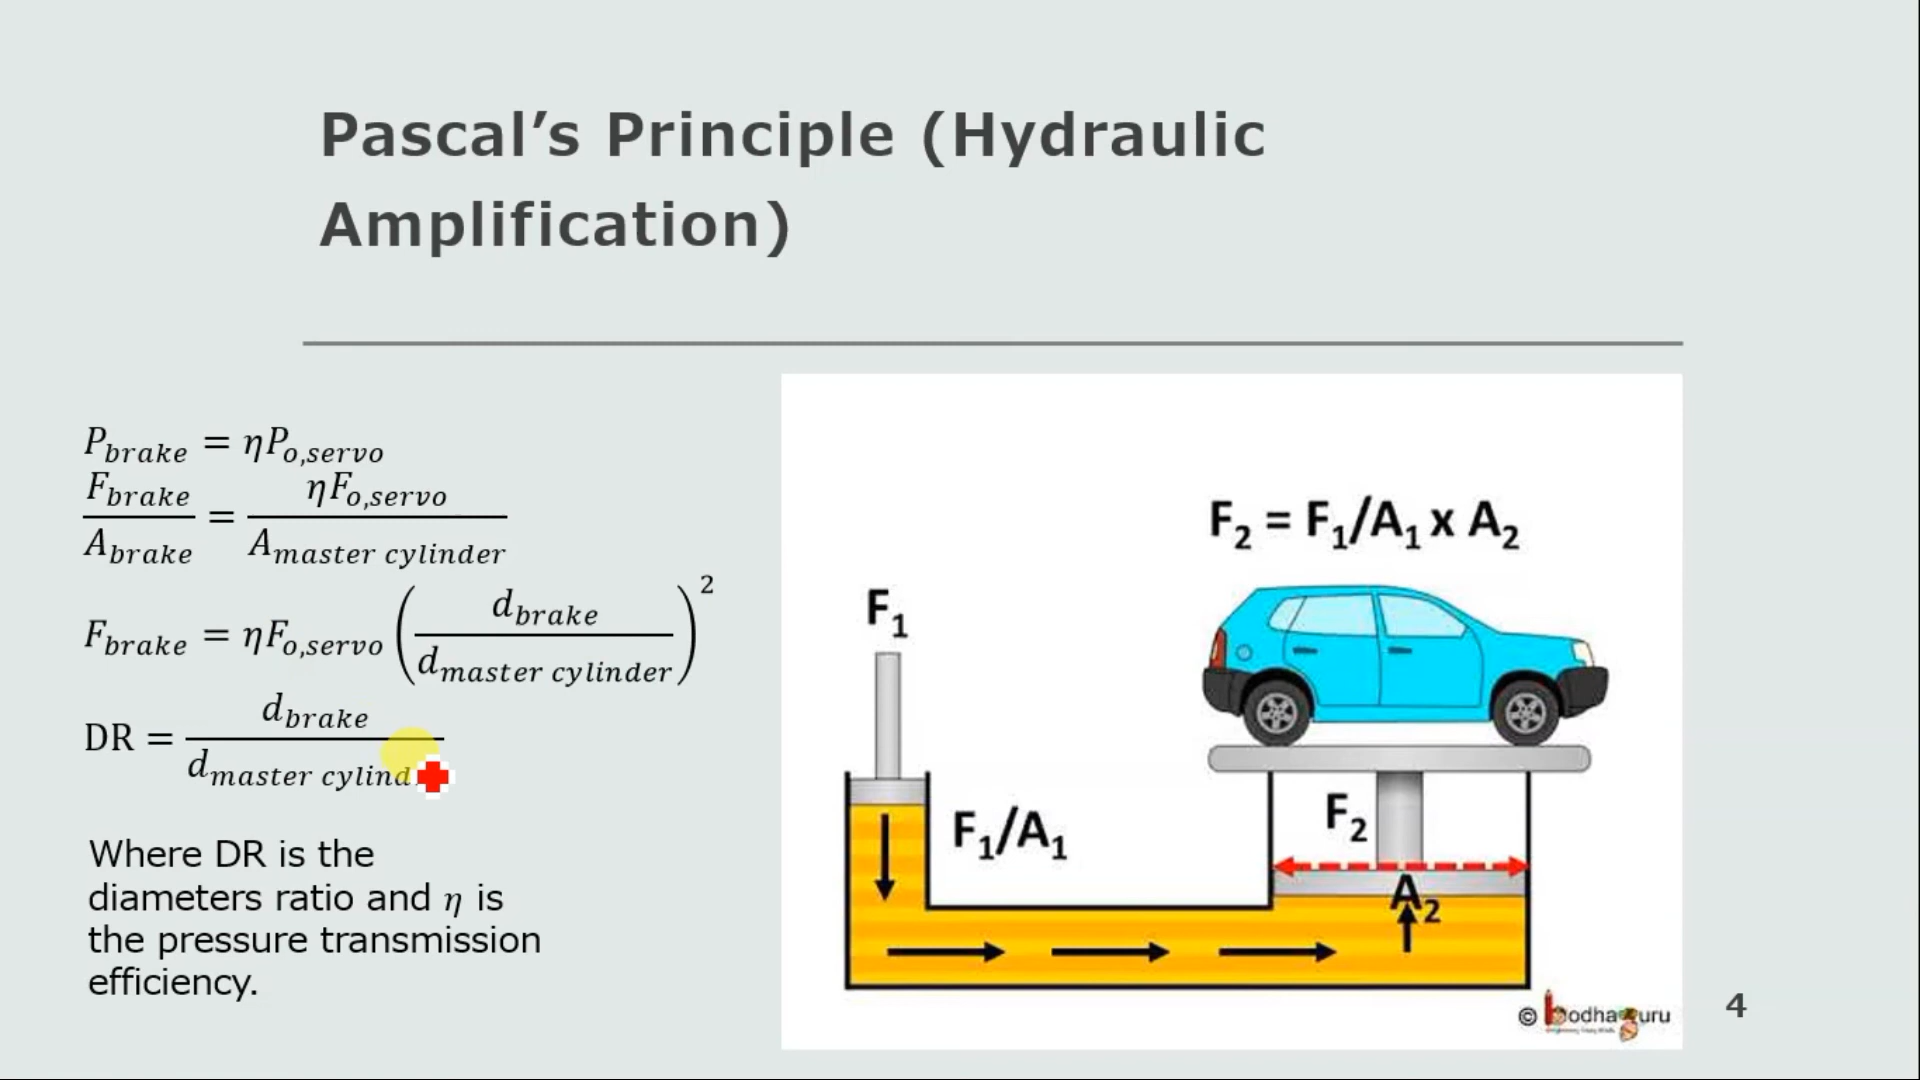 Pascal’s Principle (Hydraulic
Amplification)
P_brake = ηP_o,servo
F_brake / A_brake = ηF_o,servo / A_master cylinder
F_brake = ηF_o,servo (d_brake / d_master cylinder)^2
DR = d_brake / d_master cylind
Where DR is the
diameters ratio and η is
the pressure transmission
efficiency.
F₂ = F₁/A₁ x A₂
F₁
F₁/A₁
F₂
A₂
© bodhaguru
4